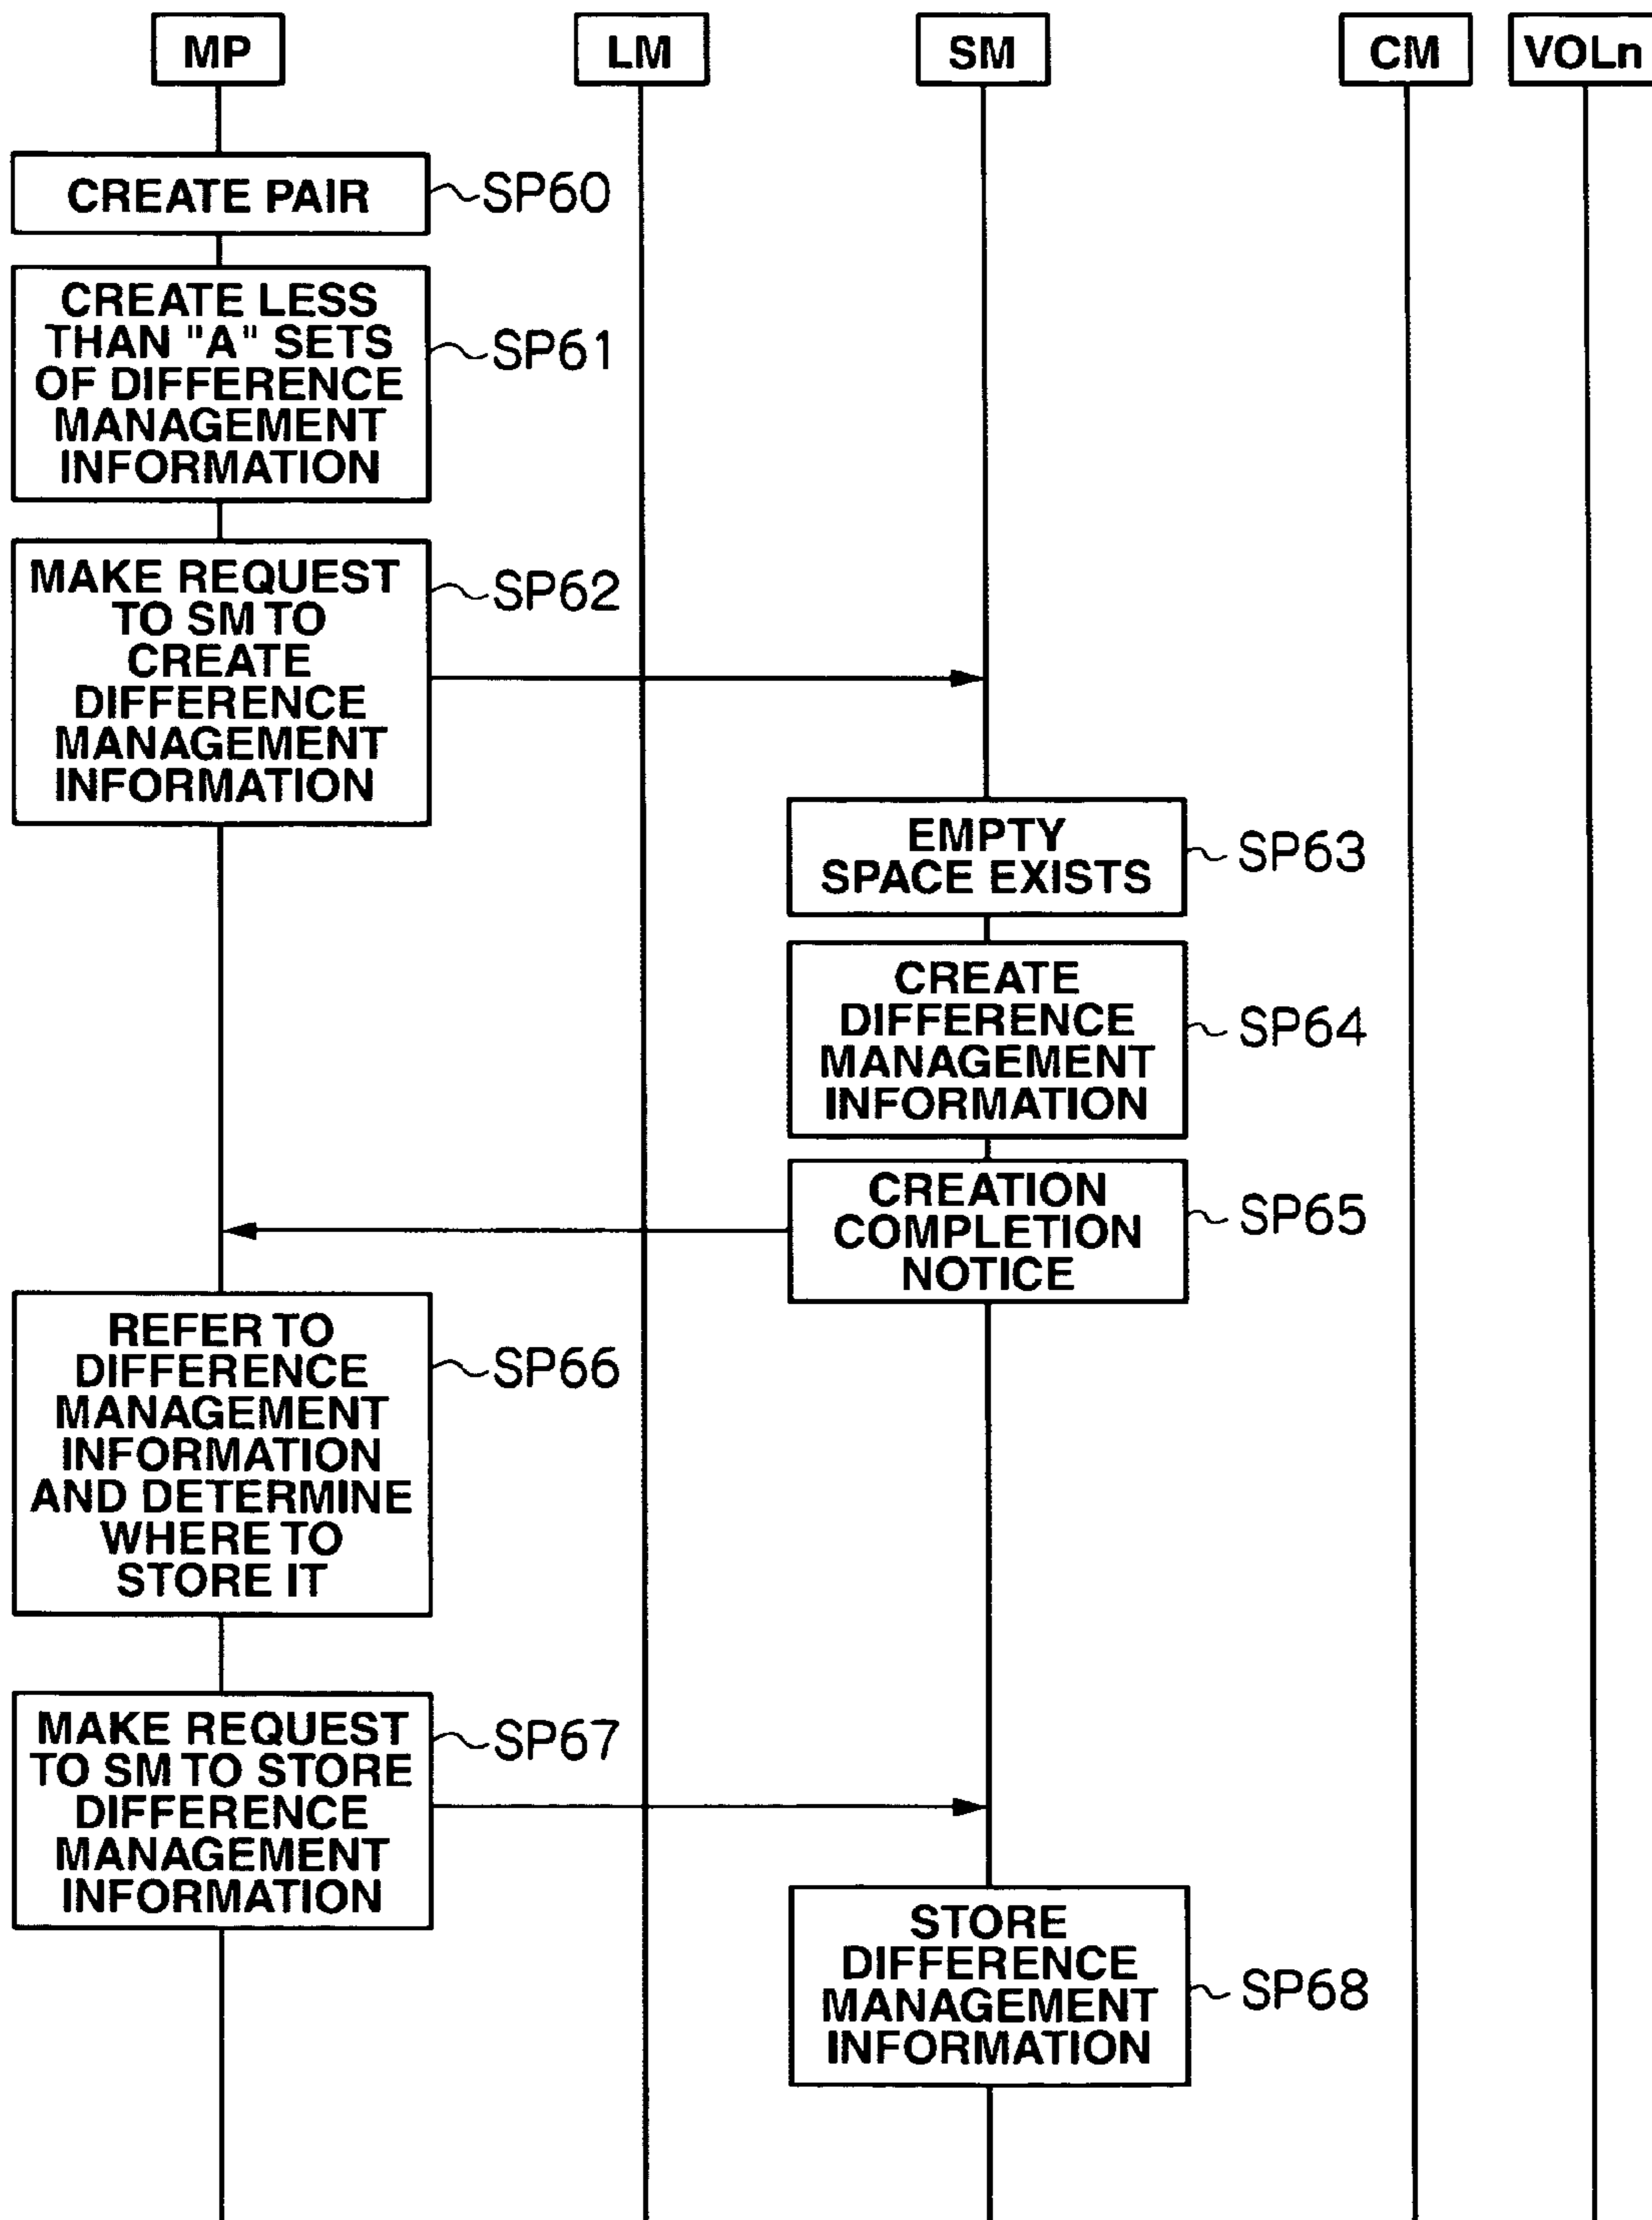 MP
LM
SM
CM
VOLn
CREATE PAIR
SP60
CREATE LESS
THAN "A" SETS
OF DIFFERENCE
MANAGEMENT
INFORMATION
SP61
MAKE REQUEST
TO SM TO
CREATE
DIFFERENCE
MANAGEMENT
INFORMATION
SP62
EMPTY
SPACE EXISTS
SP63
CREATE
DIFFERENCE
MANAGEMENT
INFORMATION
SP64
CREATION
COMPLETION
NOTICE
SP65
REFER TO
DIFFERENCE
MANAGEMENT
INFORMATION
AND DETERMINE
WHERE TO
STORE IT
SP66
MAKE REQUEST
TO SM TO STORE
DIFFERENCE
MANAGEMENT
INFORMATION
SP67
STORE
DIFFERENCE
MANAGEMENT
INFORMATION
SP68